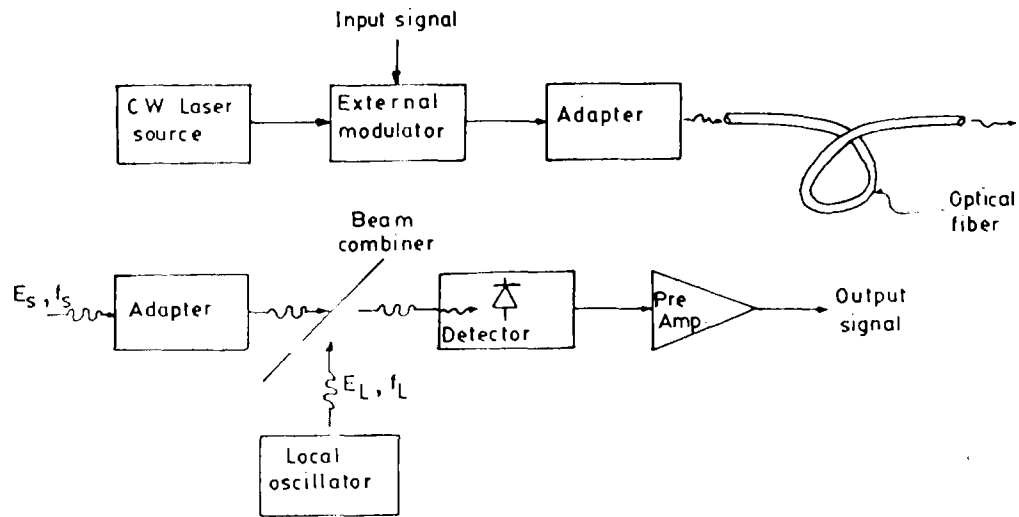 Input signal
CW Laser
source
External
modulator
Adapter
Optical
fiber
Beam
combiner
Es, fs
Adapter
Detector
Pre
Amp.
Output
signal
EL, fL
Local
oscillator